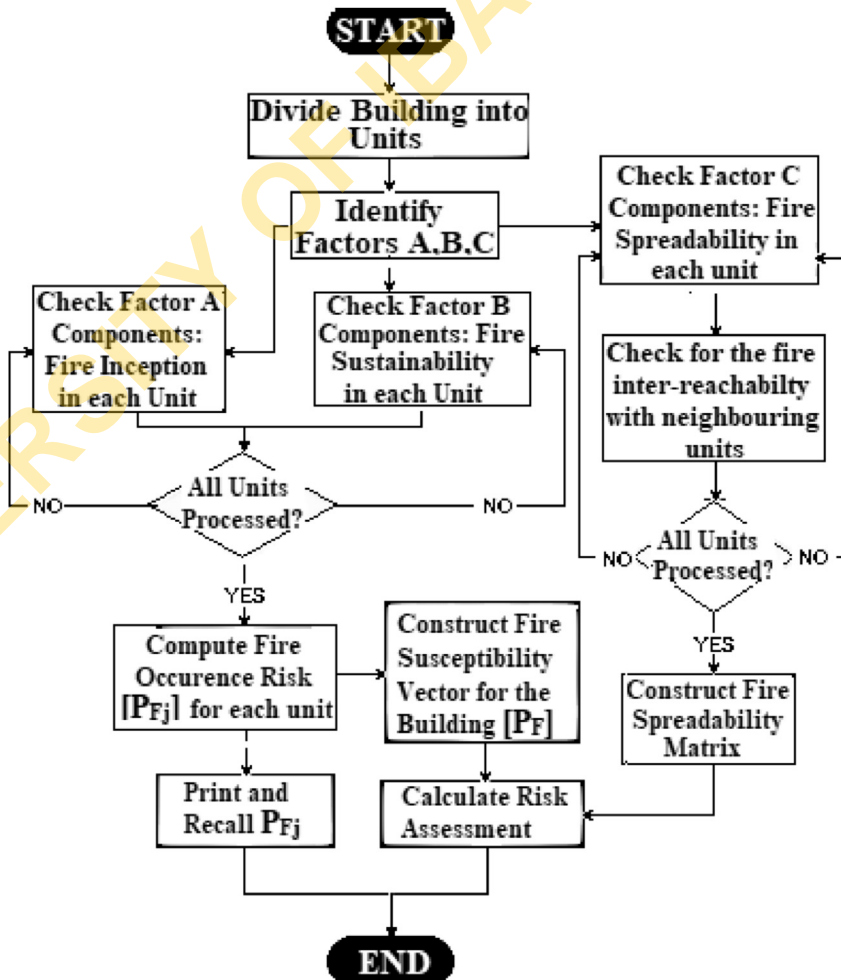 START
Divide Building into
Units
Identify
Factors A,B,C
Check Factor C
Components: Fire
Spreadability in
each unit
Check Factor A
Components:
Fire Inception
in each Unit
Check Factor B
Components: Fire
Sustainability
in each Unit
Check for the fire
inter-reachabilty
with neighbouring
units
All Units
Processed?
NO
NO
YES
All Units
Processed?
NO
NO
YES
Compute Fire
Occurence Risk
[PFj] for each unit
Construct Fire
Susceptibility
Vector for the
Building [PF]
Construct Fire
Spreadability
Matrix
Print and
Recall PFj
Calculate Risk
Assessment
END
ERSITY OF IBA